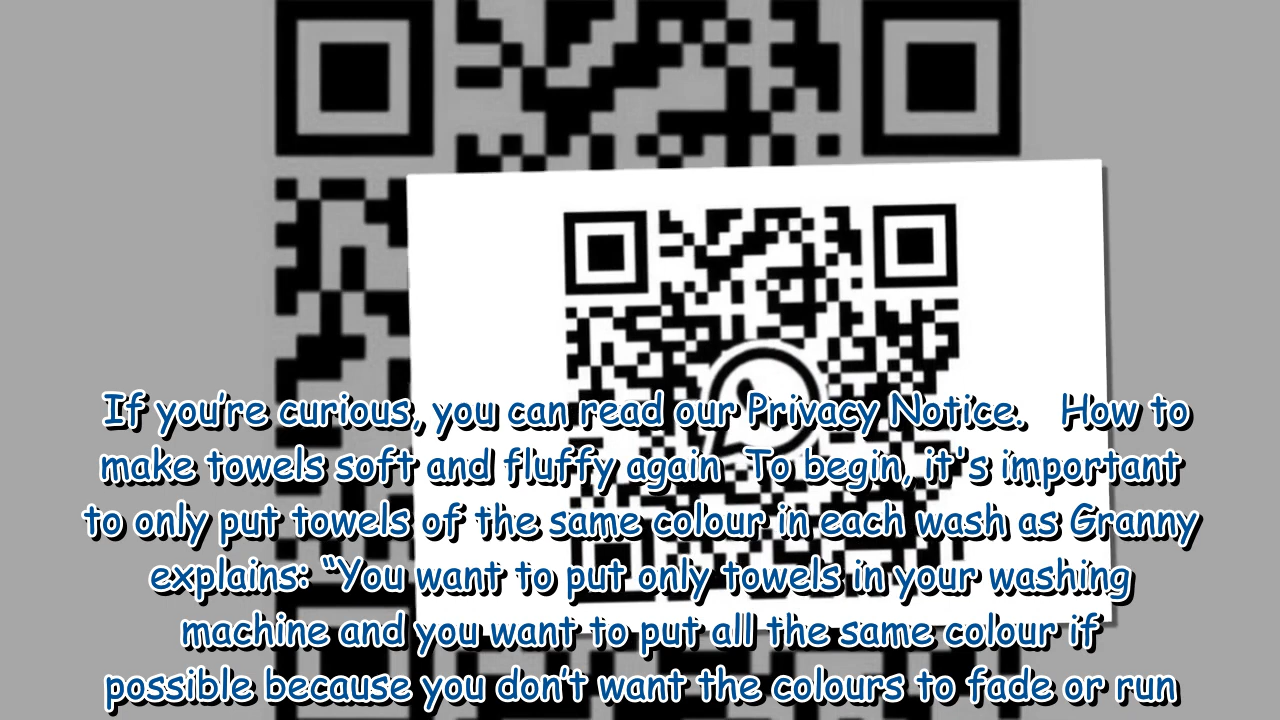 If you're curious, you can read our Privacy Notice.   How to
make towels soft and fluffy again  To begin, it's important
to only put towels of the same colour in each wash as Granny
explains: “You want to put only towels in your washing
machine and you want to put all the same colour if
possible because you don’t want the colours to fade or run